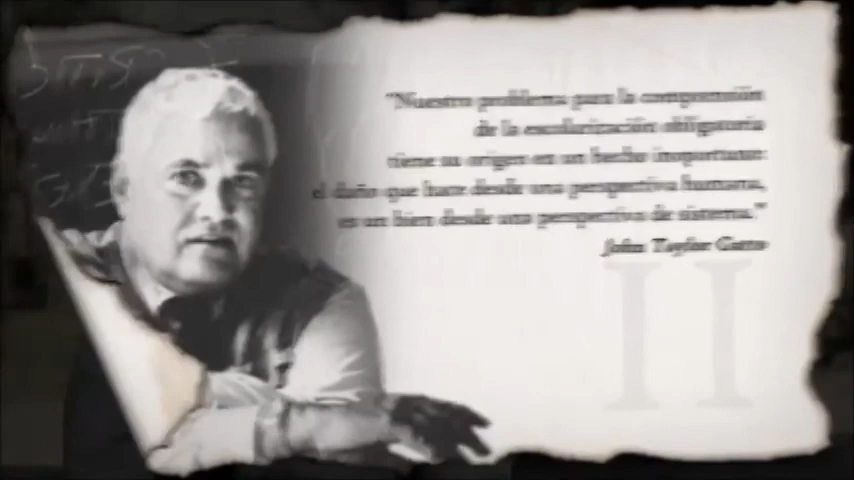 "Nuestro problema para la comprensión
de la escolarización obligatoria
tiene su origen en un hecho importuno:
el daño que hace desde una perspectiva humana,
es un bien desde una perspectiva de sistema."
John Taylor Gatto
II